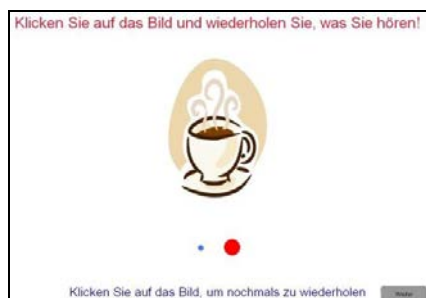 Klicken Sie auf das Bild und wiederholen Sie, was Sie hören!
Klicken Sie auf das Bild, um nochmals zu wiederholen
Weiter